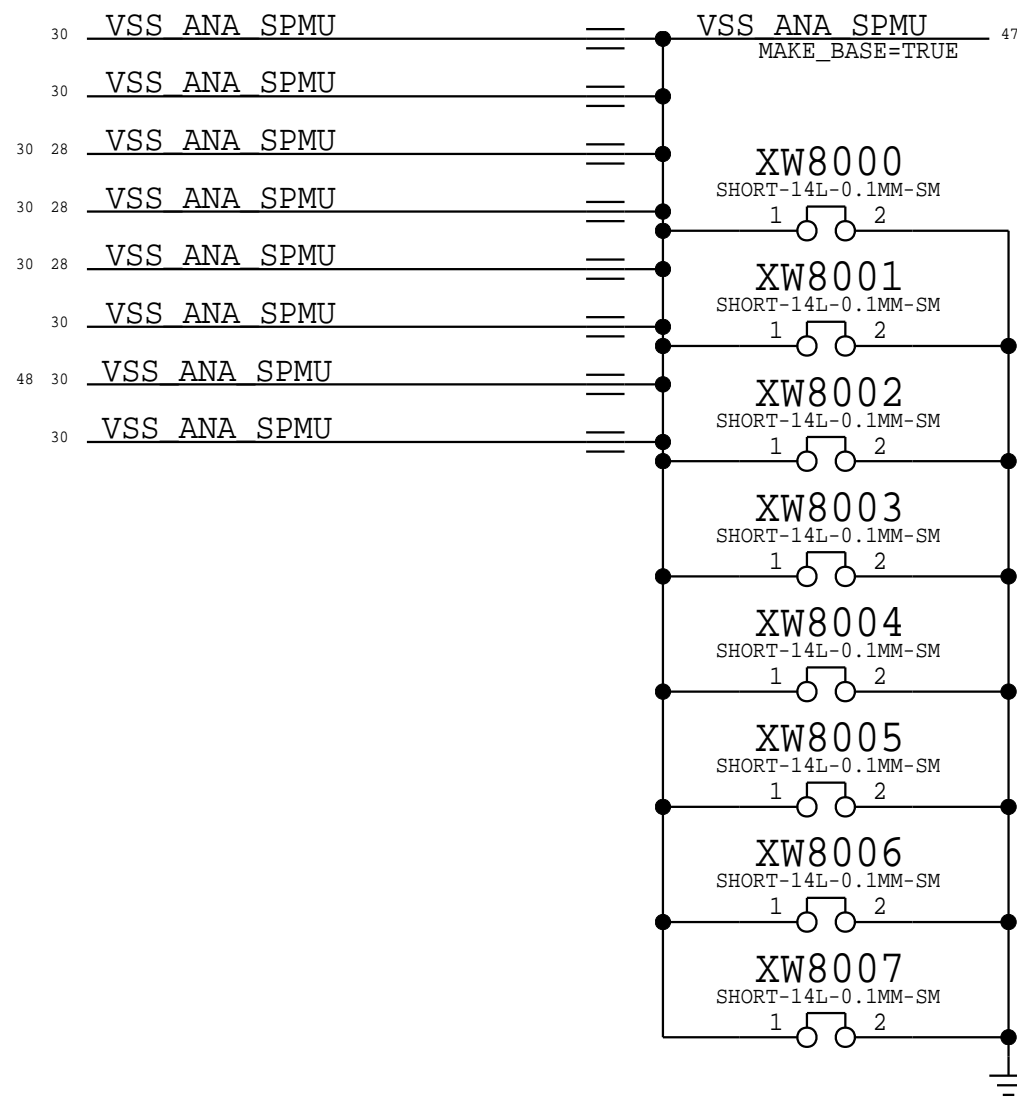 30 VSS_ANA_SPMU VSS_ANA_SPMU 47
MAKE_BASE=TRUE
30 VSS_ANA_SPMU
30 28 VSS_ANA_SPMU
XW8000
SHORT-14L-0.1MM-SM
30 28 VSS_ANA_SPMU
1 2
30 28 VSS_ANA_SPMU
XW8001
SHORT-14L-0.1MM-SM
30 VSS_ANA_SPMU
1 2
48 30 VSS_ANA_SPMU
XW8002
SHORT-14L-0.1MM-SM
30 VSS_ANA_SPMU
1 2
XW8003
SHORT-14L-0.1MM-SM
1 2
XW8004
SHORT-14L-0.1MM-SM
1 2
XW8005
SHORT-14L-0.1MM-SM
1 2
XW8006
SHORT-14L-0.1MM-SM
1 2
XW8007
SHORT-14L-0.1MM-SM
1 2